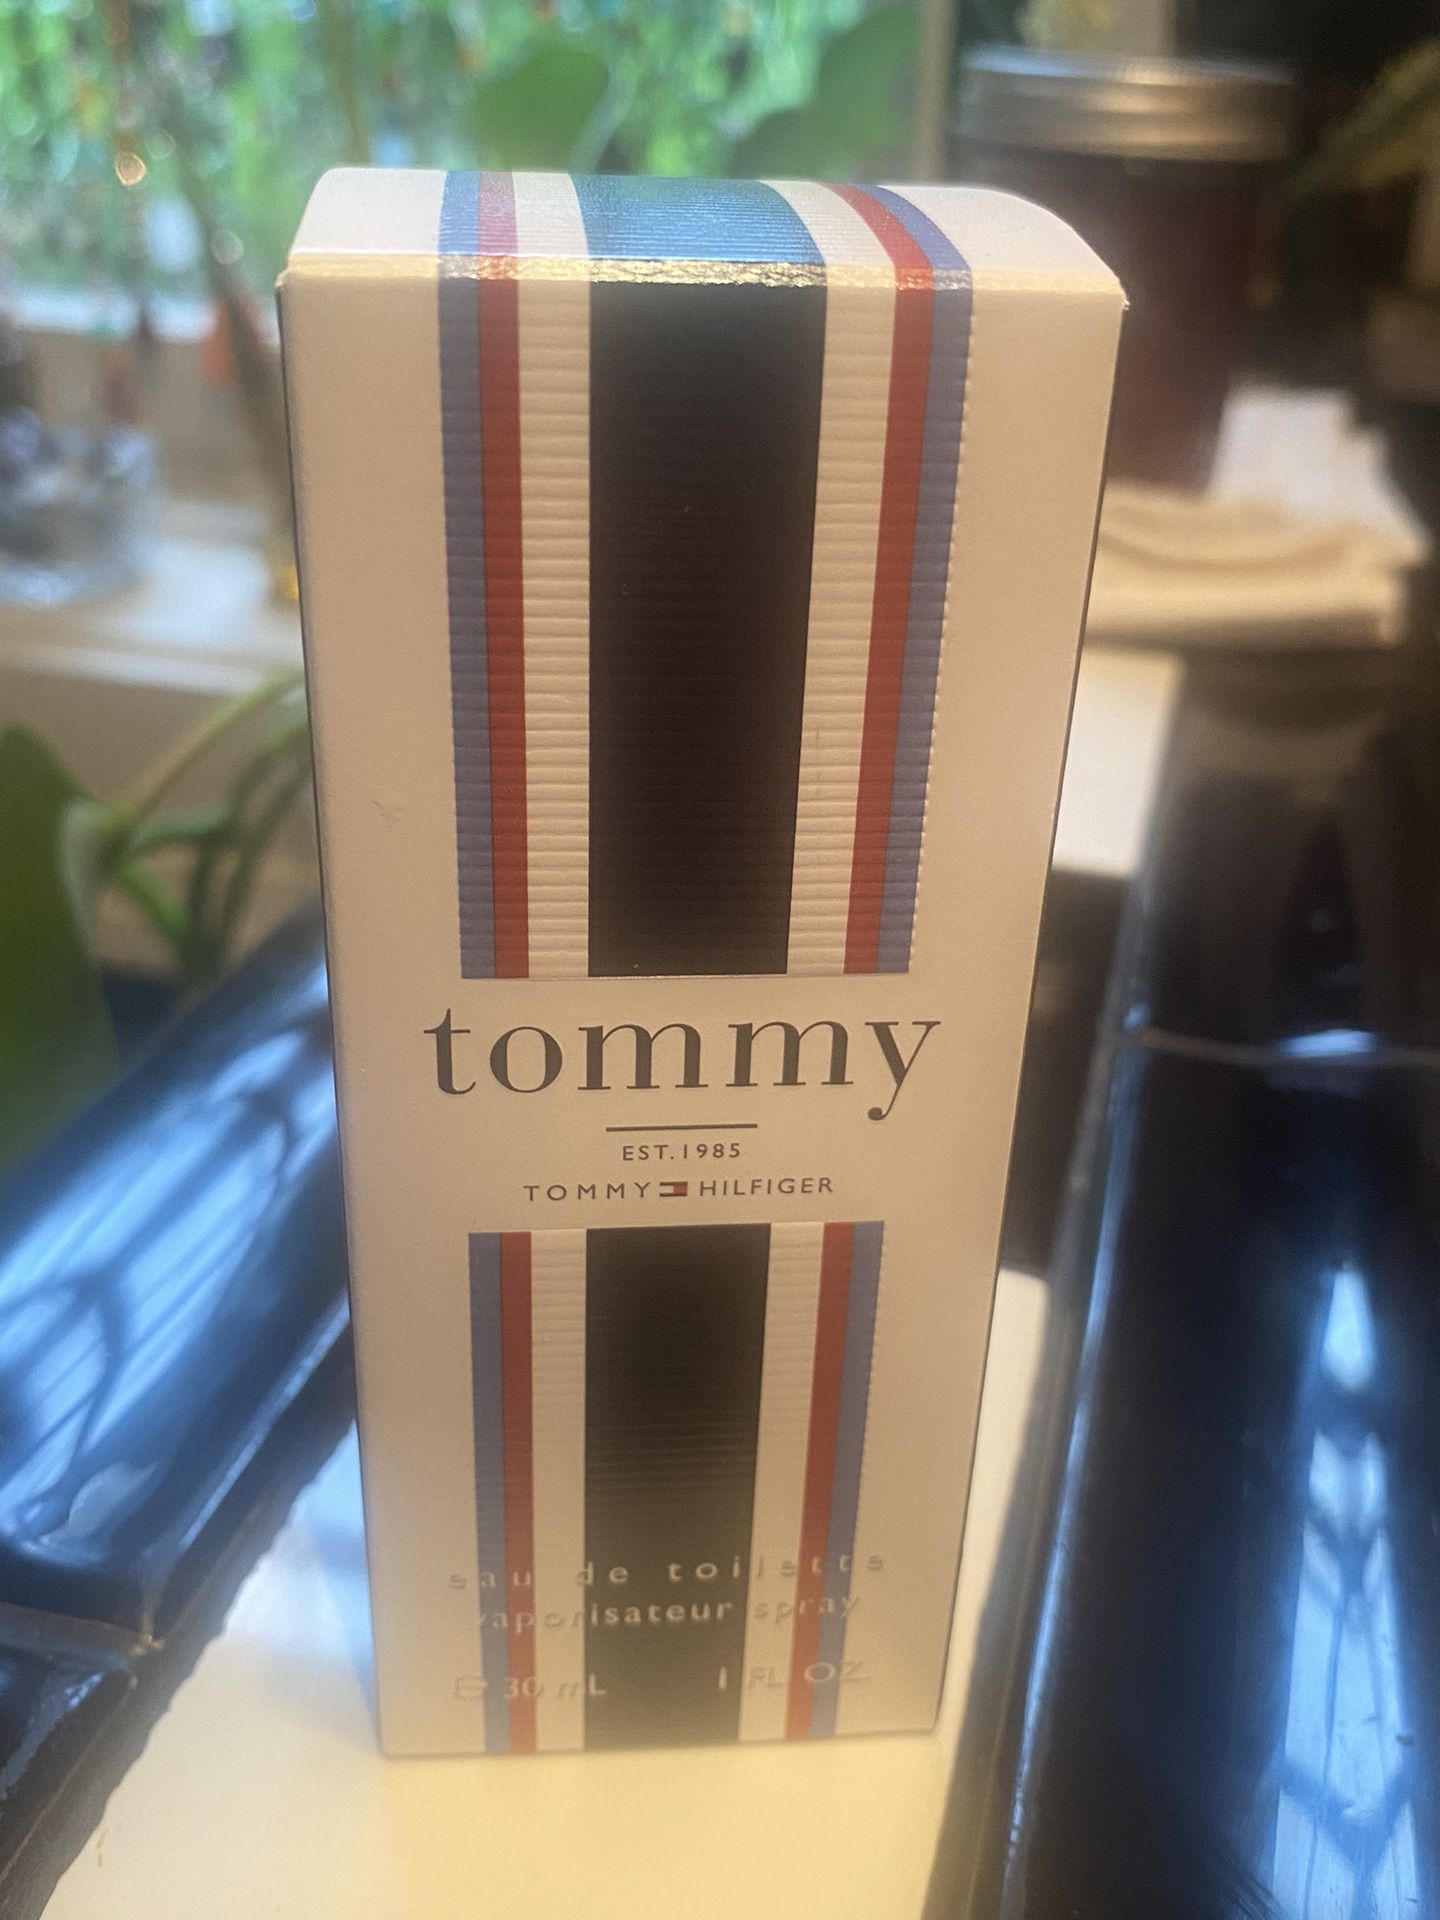 tommy
EST. 1985
TOMMY HILFIGER
eau de toilette
vaporisateur spray
℮ 30 mL 1 FL OZ.